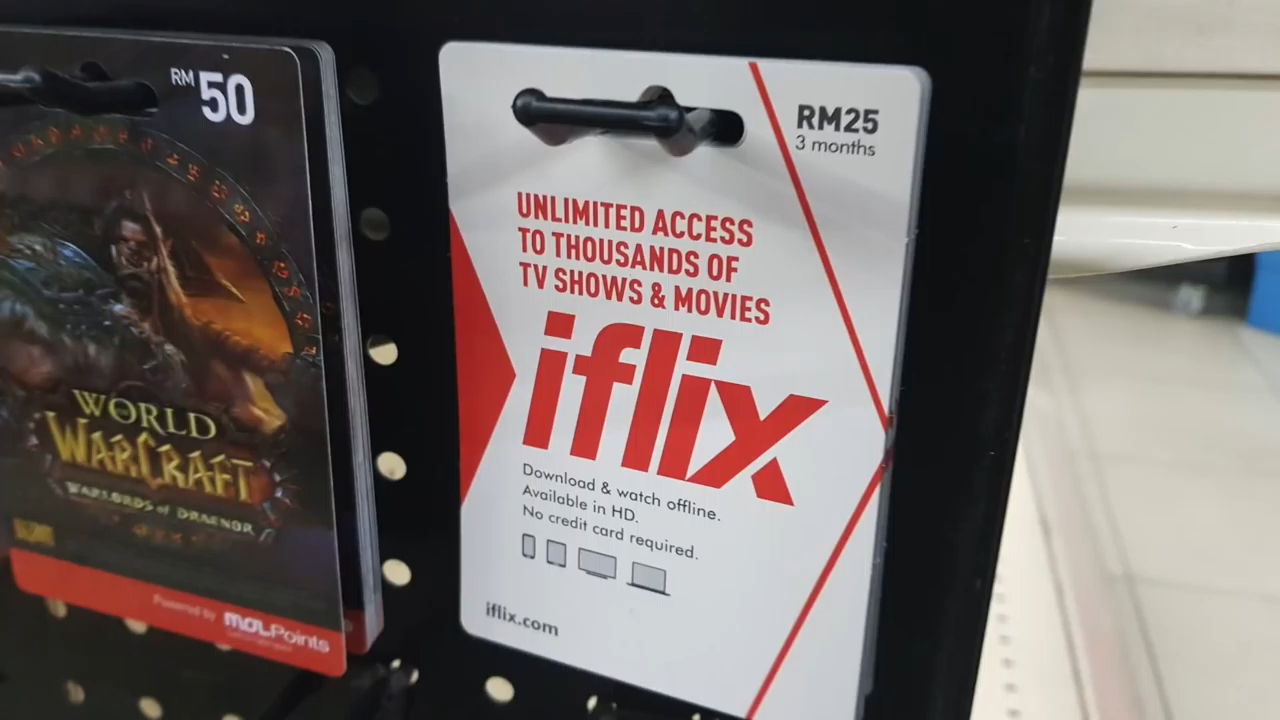 RM 50
WORLD
WARCRAFT
WARLORDS of DRAENOR
BLIZZARD
Powered by MOLPoints
RM25
3 months
UNLIMITED ACCESS
TO THOUSANDS OF
TV SHOWS & MOVIES
iflix
Download & watch offline.
Available in HD.
No credit card required.
iflix.com